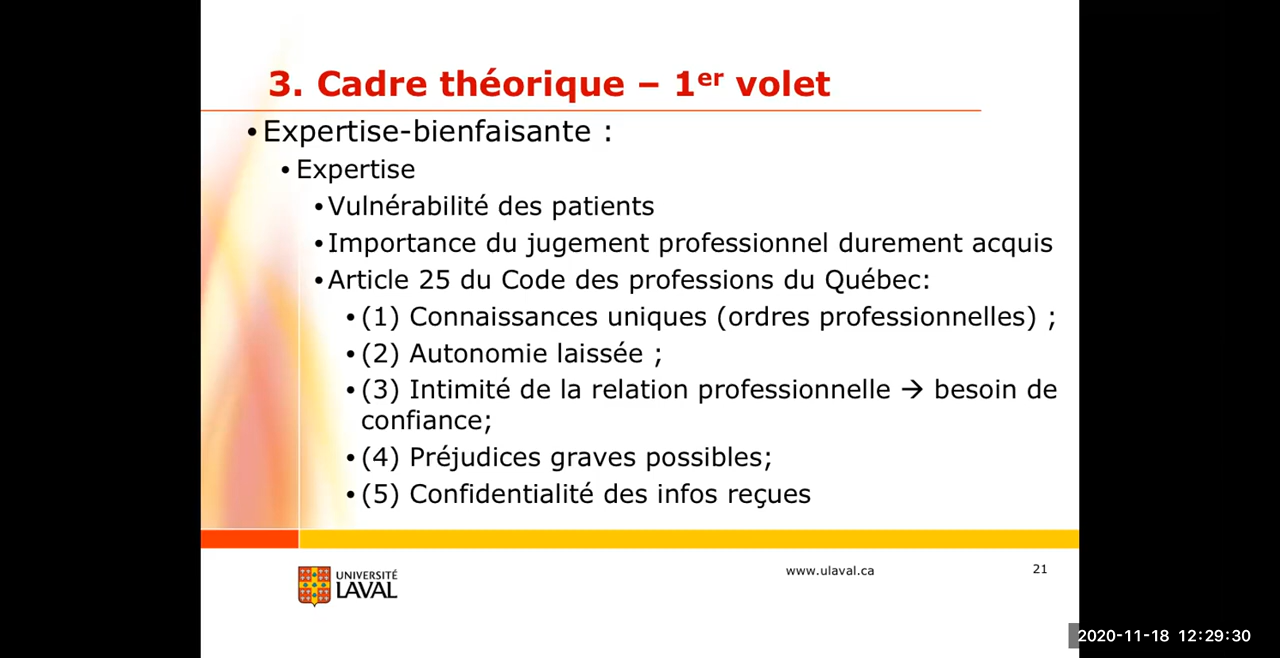 3. Cadre théorique – 1er volet
• Expertise-bienfaisante :
• Expertise
• Vulnérabilité des patients
• Importance du jugement professionnel durement acquis
• Article 25 du Code des professions du Québec:
• (1) Connaissances uniques (ordres professionnelles) ;
• (2) Autonomie laissée ;
• (3) Intimité de la relation professionnelle → besoin de
confiance;
• (4) Préjudices graves possibles;
• (5) Confidentialité des infos reçues
UNIVERSITÉ
LAVAL
www.ulaval.ca
21
2020-11-18 12:29:30